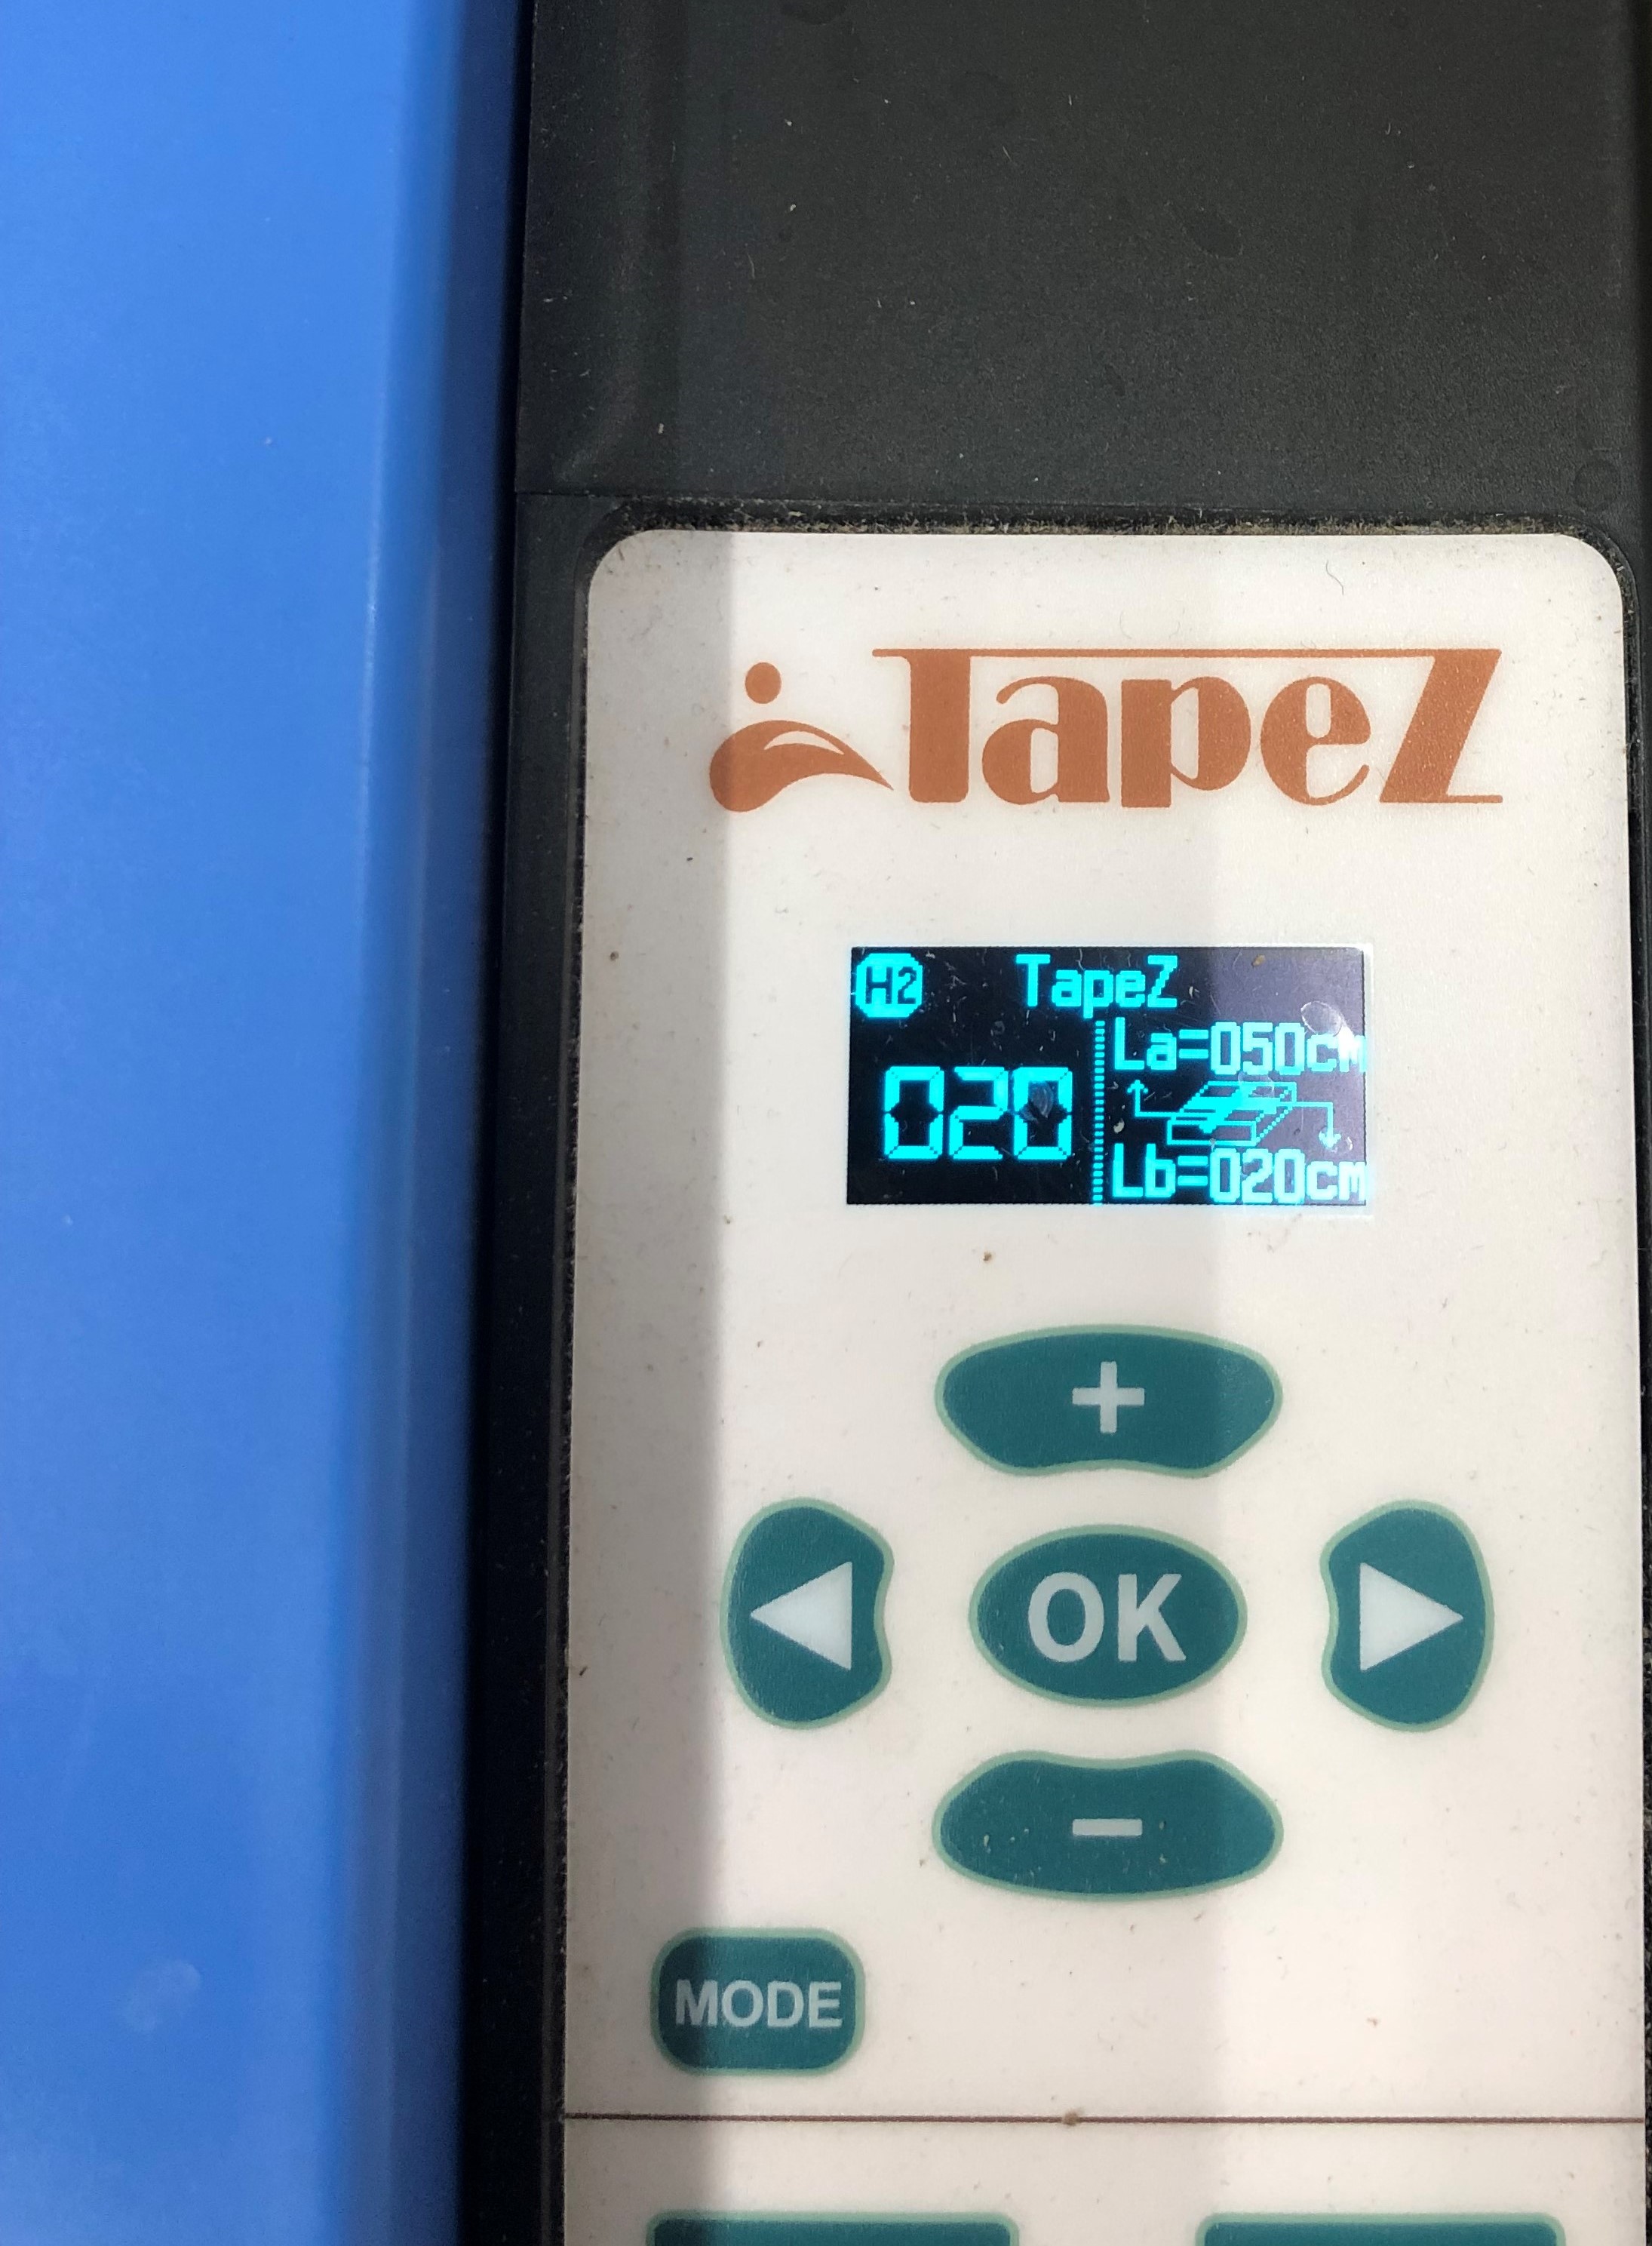 TapeZ
H2 TapeZ
La=050cm
020
Lb=020cm
+
OK
-
MODE